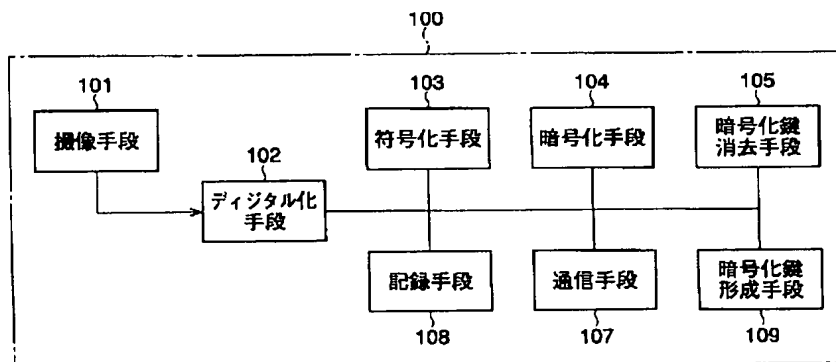 100
101
撮像手段
102
ディジタル化
手段
103
符号化手段
104
暗号化手段
105
暗号化鍵
消去手段
記録手段
108
通信手段
107
暗号化鍵
形成手段
109